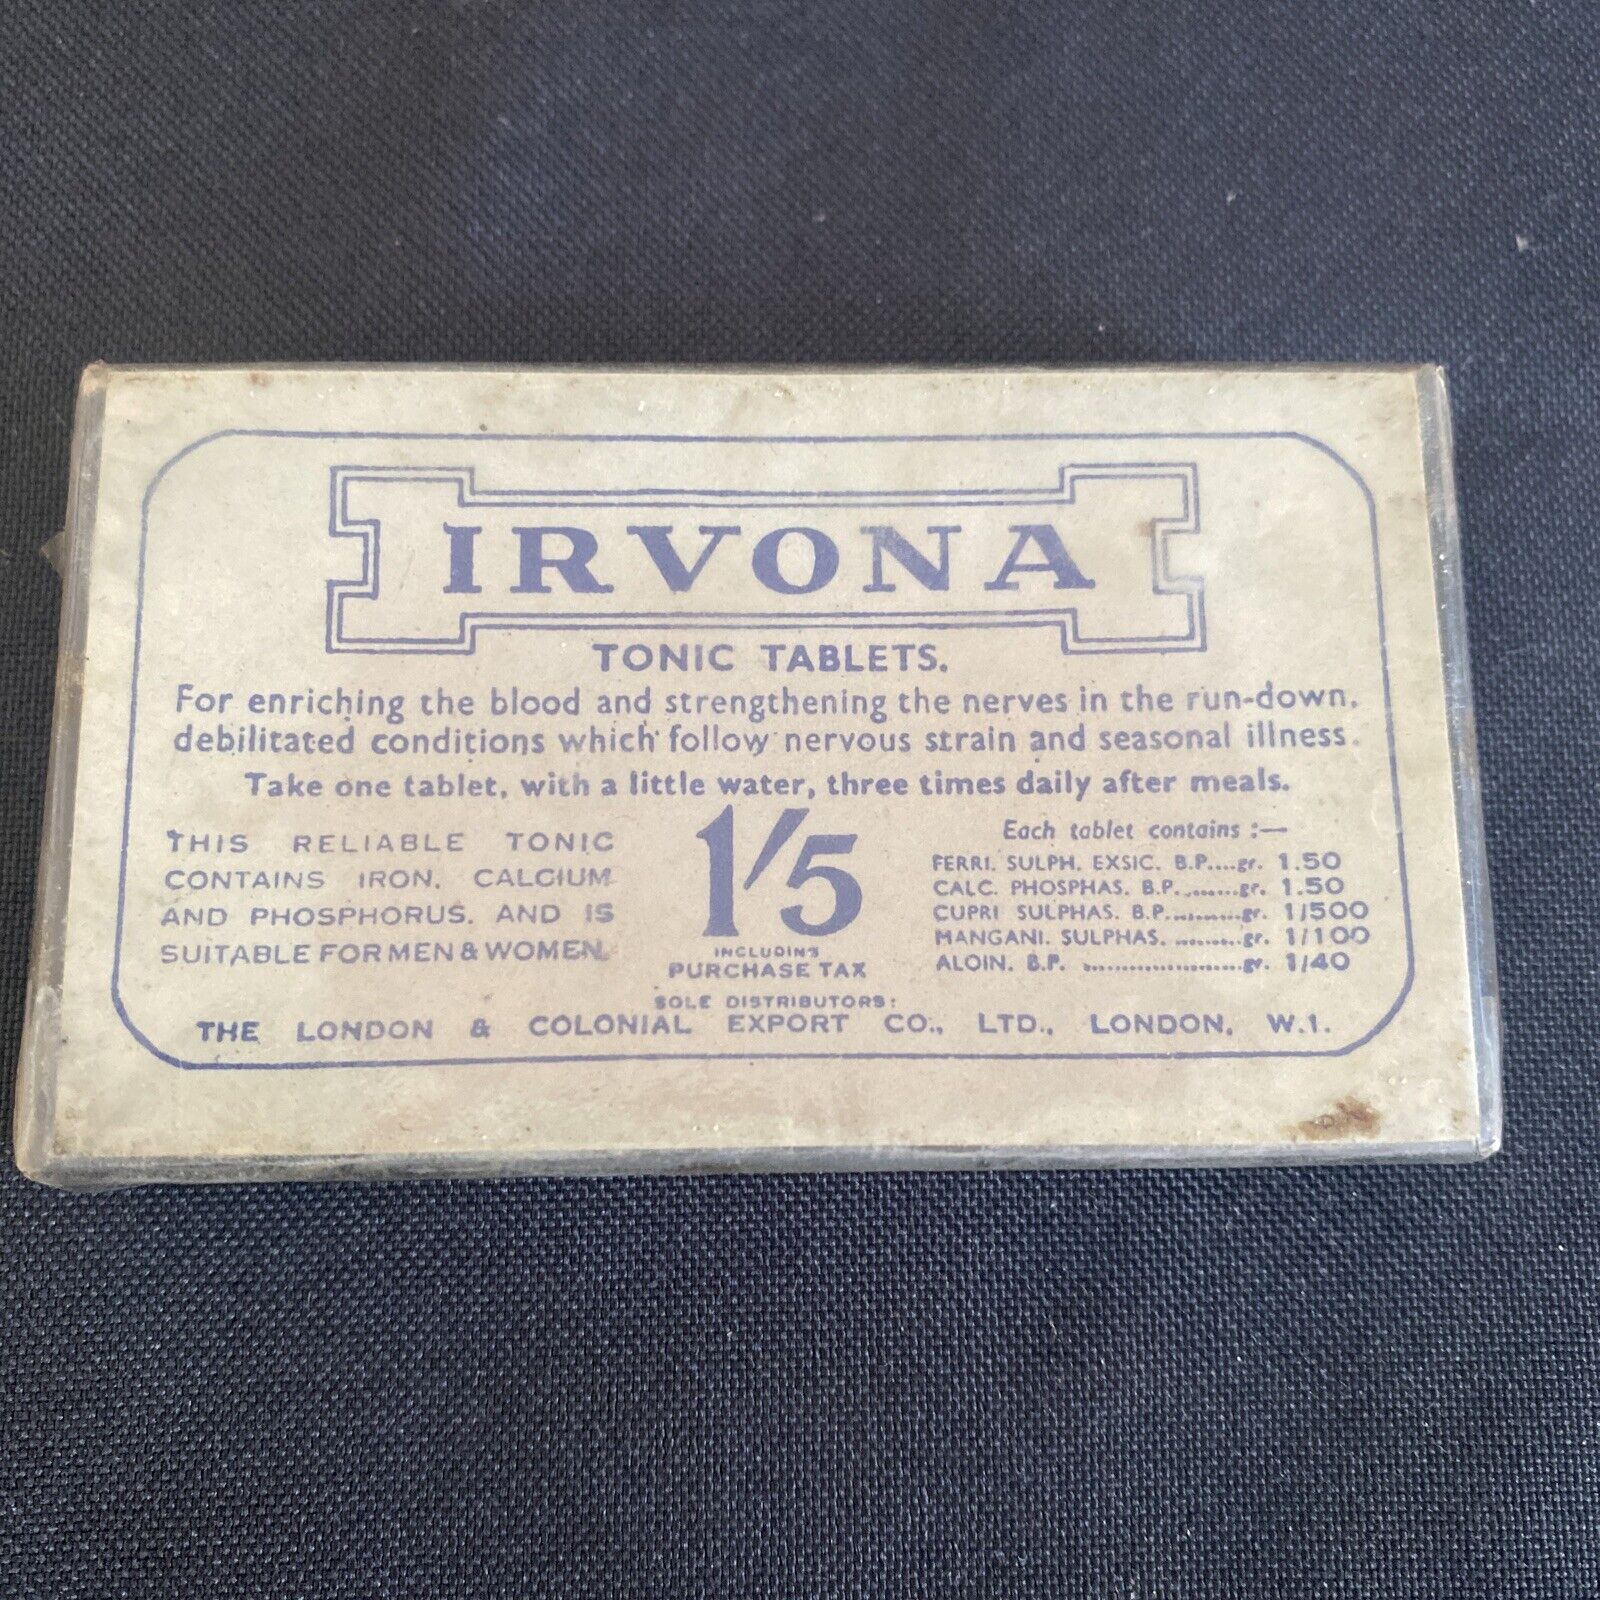 IRVONA
TONIC TABLETS.
For enriching the blood and strengthening the nerves in the run-down,
debilitated conditions which follow nervous strain and seasonal illness.
Take one tablet, with a little water, three times daily after meals.
THIS RELIABLE TONIC
CONTAINS IRON, CALCIUM
AND PHOSPHORUS, AND IS
SUITABLE FOR MEN & WOMEN.
1'/5
INCLUDING
PURCHASE TAX
Each tablet contains :—
FERRI. SULPH. EXSIC. B.P....gr. 1.50
CALC. PHOSPHAS. B.P.........gr. 1.50
CUPRI SULPHAS. B.P...........gr. 1/500
MANGANI. SULPHAS. ..........gr. 1/100
ALOIN. B.P. .......................gr. 1/40
SOLE DISTRIBUTORS:
THE LONDON & COLONIAL EXPORT CO., LTD., LONDON, W.1.